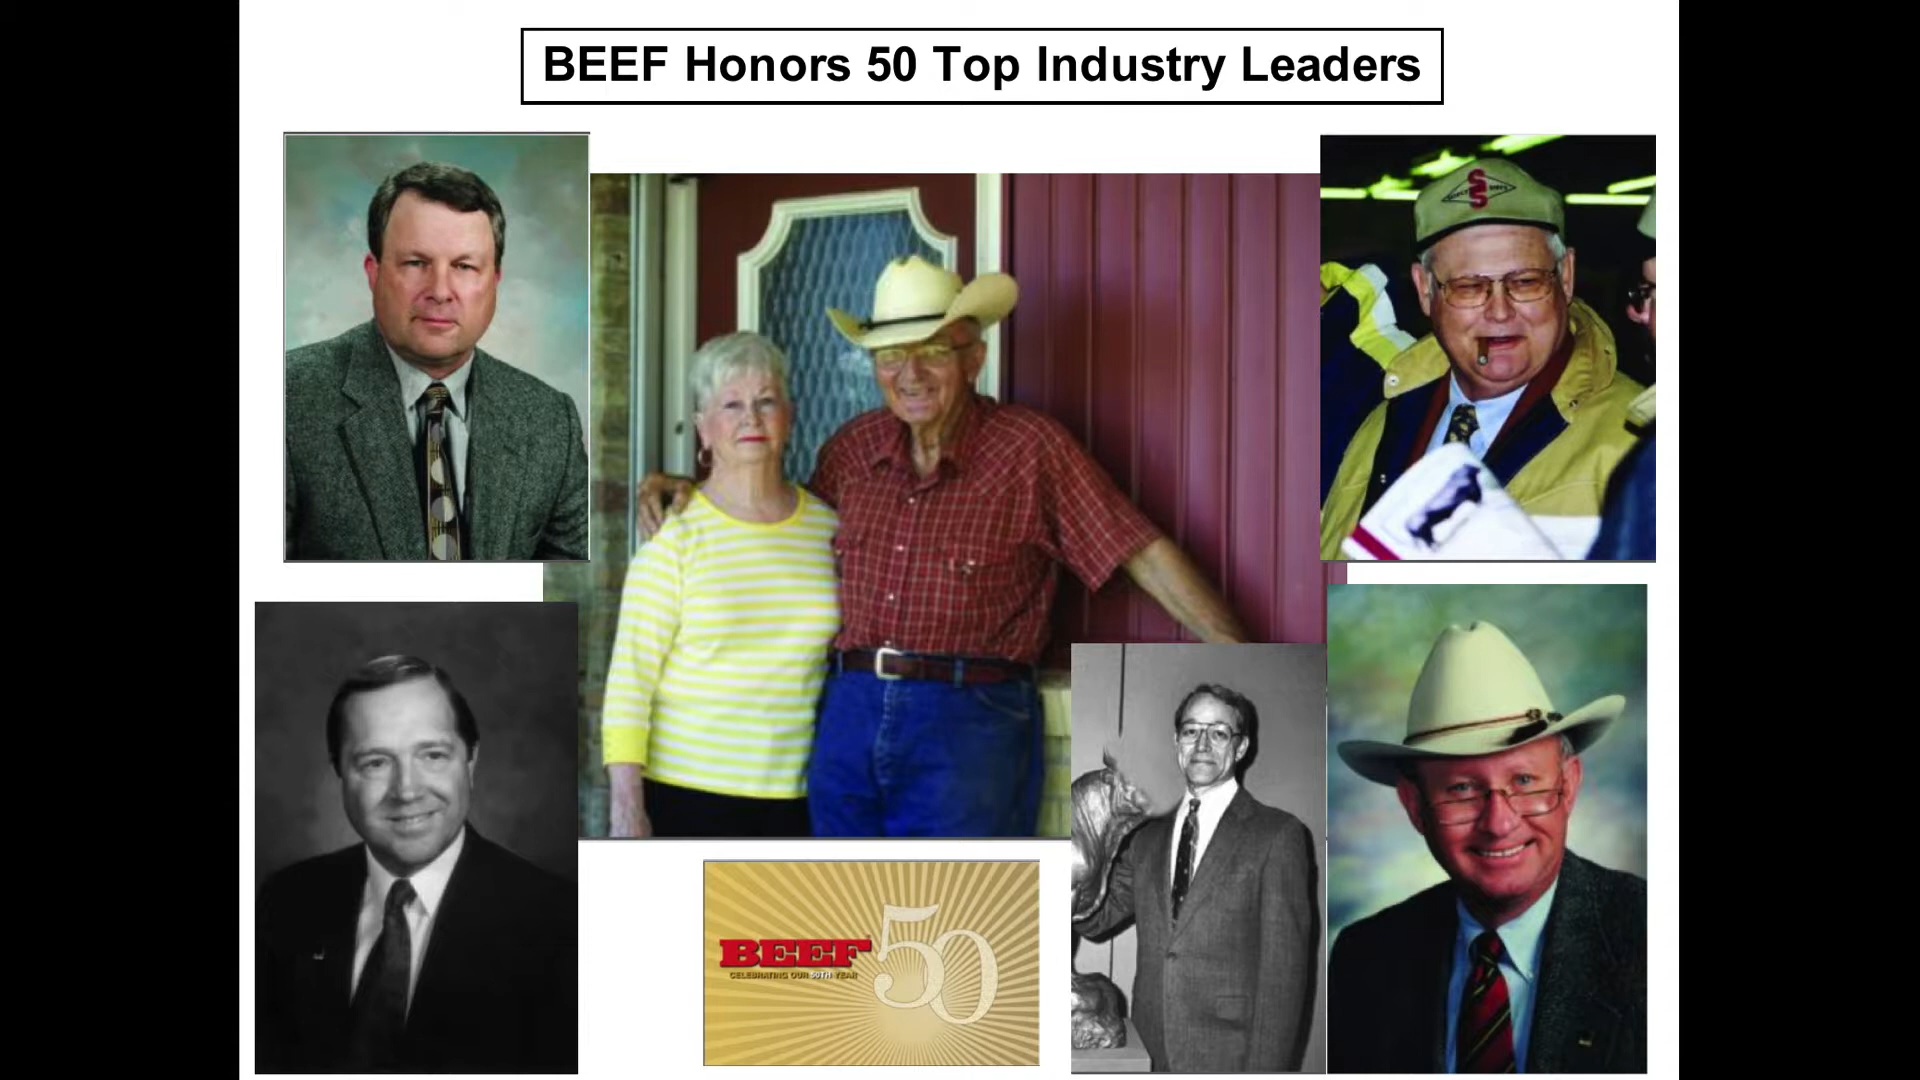 BEEF Honors 50 Top Industry Leaders
BEEF 50
CELEBRATING OUR 50TH YEAR